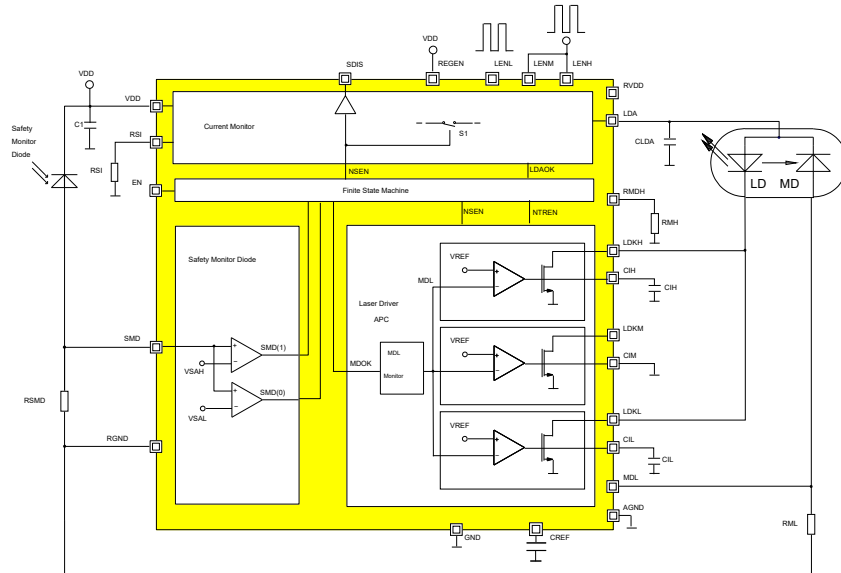 VDD
SDIS
REGEN
LENL
LENM
LENH
VDD
RVDD
VDD
LDA
C1
Current Monitor
S1
Safety
Monitor
Diode
RSI
CLDA
RSI
LDAOK
NSEN
EN
Finite State Machine
LD
MD
RMDH
NSEN
NTREN
RMH
LDKH
Safety Monitor Diode
VREF
CIH
MDL
CIH
Laser Driver
APC
LDKM
SMD
VREF
SMD(1)
MDL
Monitor
MDOK
CIM
VSAH
SMD(0)
RSMD
VSAL
LDKL
VREF
RGND
CIL
CIL
MDL
AGND
RML
GND
CREF